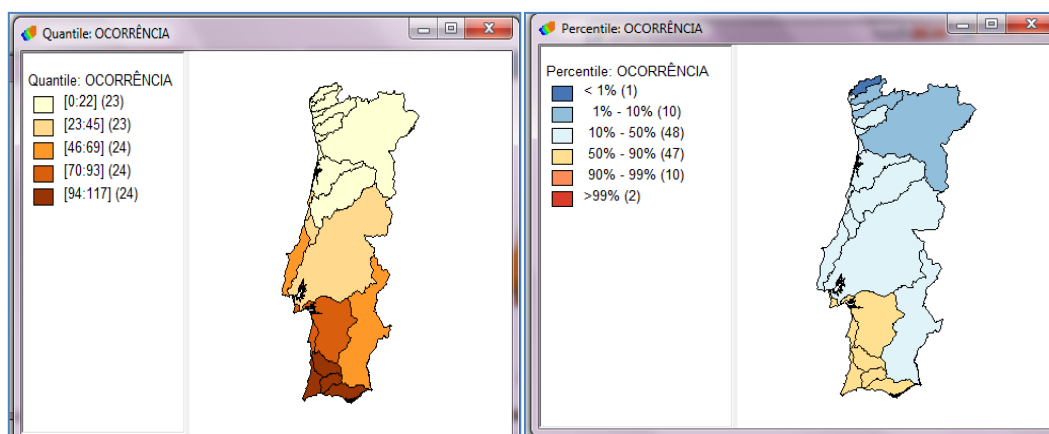 Quantile: OCORRÊNCIA
Quantile: OCORRÊNCIA
[0:22] (23)
[23:45] (23)
[46:69] (24)
[70:93] (24)
[94:117] (24)
Percentile: OCORRÊNCIA
Percentile: OCORRÊNCIA
< 1% (1)
1% - 10% (10)
10% - 50% (48)
50% - 90% (47)
90% - 99% (10)
>99% (2)